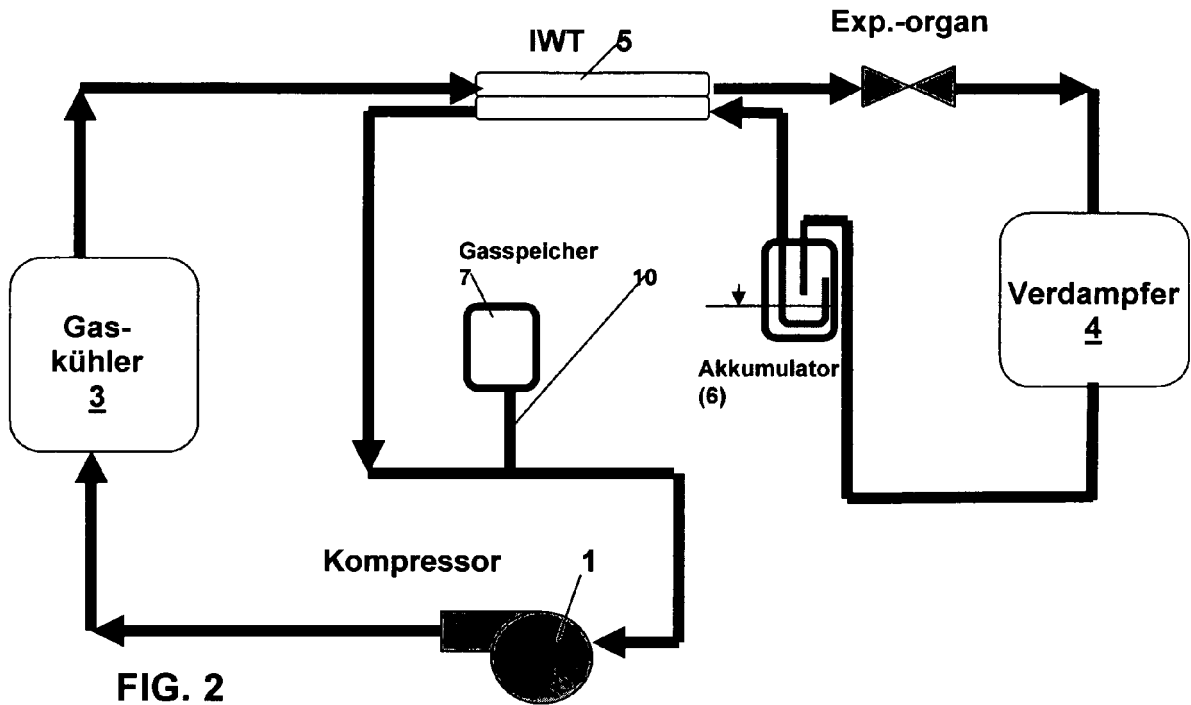 Exp.-organ
IWT 5
Gasspeicher
7 10
Gas-
kühler
3
Verdampfer
4
Akkumulator
(6)
Kompressor 1
FIG. 2